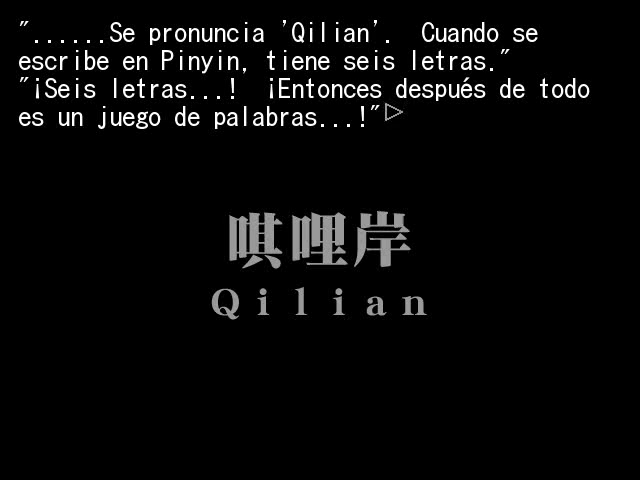 "......Se pronuncia 'Qilian'.  Cuando se
escribe en Pinyin, tiene seis letras."
"¡Seis letras...!  ¡Entonces después de todo
es un juego de palabras...!"▷
唭哩岸
Qilian